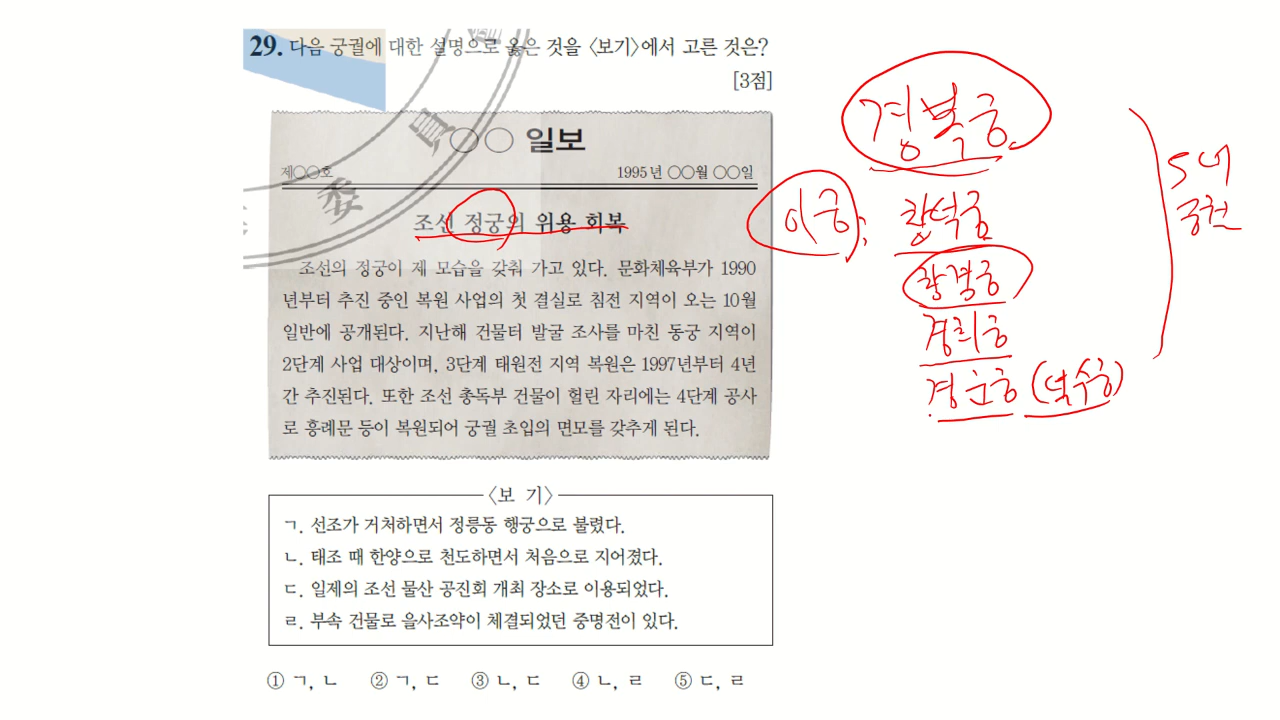 29. 다음 궁궐에 대한 설명으로 옳은 것을 〈보기〉에서 고른 것은?
[3점]
○○ 일보
제○○호 1995년 ○○월 ○○일
조선 정궁의 위용 회복
조선의 정궁이 제 모습을 갖춰 가고 있다. 문화체육부가 1990
년부터 추진 중인 복원 사업의 첫 결실로 침전 지역이 오는 10월
일반에 공개된다. 지난해 건물터 발굴 조사를 마친 동궁 지역이
2단계 사업 대상이며, 3단계 태원전 지역 복원은 1997년부터 4년
간 추진된다. 또한 조선 총독부 건물이 헐린 자리에는 4단계 공사
로 흥례문 등이 복원되어 궁궐 초입의 면모를 갖추게 된다.
〈보 기〉
ㄱ. 선조가 거처하면서 정릉동 행궁으로 불렸다.
ㄴ. 태조 때 한양으로 천도하면서 처음으로 지어졌다.
ㄷ. 일제의 조선 물산 공진회 개최 장소로 이용되었다.
ㄹ. 부속 건물로 을사조약이 체결되었던 중명전이 있다.
① ㄱ, ㄴ ② ㄱ, ㄷ ③ ㄴ, ㄷ ④ ㄴ, ㄹ ⑤ ㄷ, ㄹ
경복궁
이궁; 창덕궁
창경궁
경희궁
경운궁 (덕수궁)
5대
궁궐
員
委